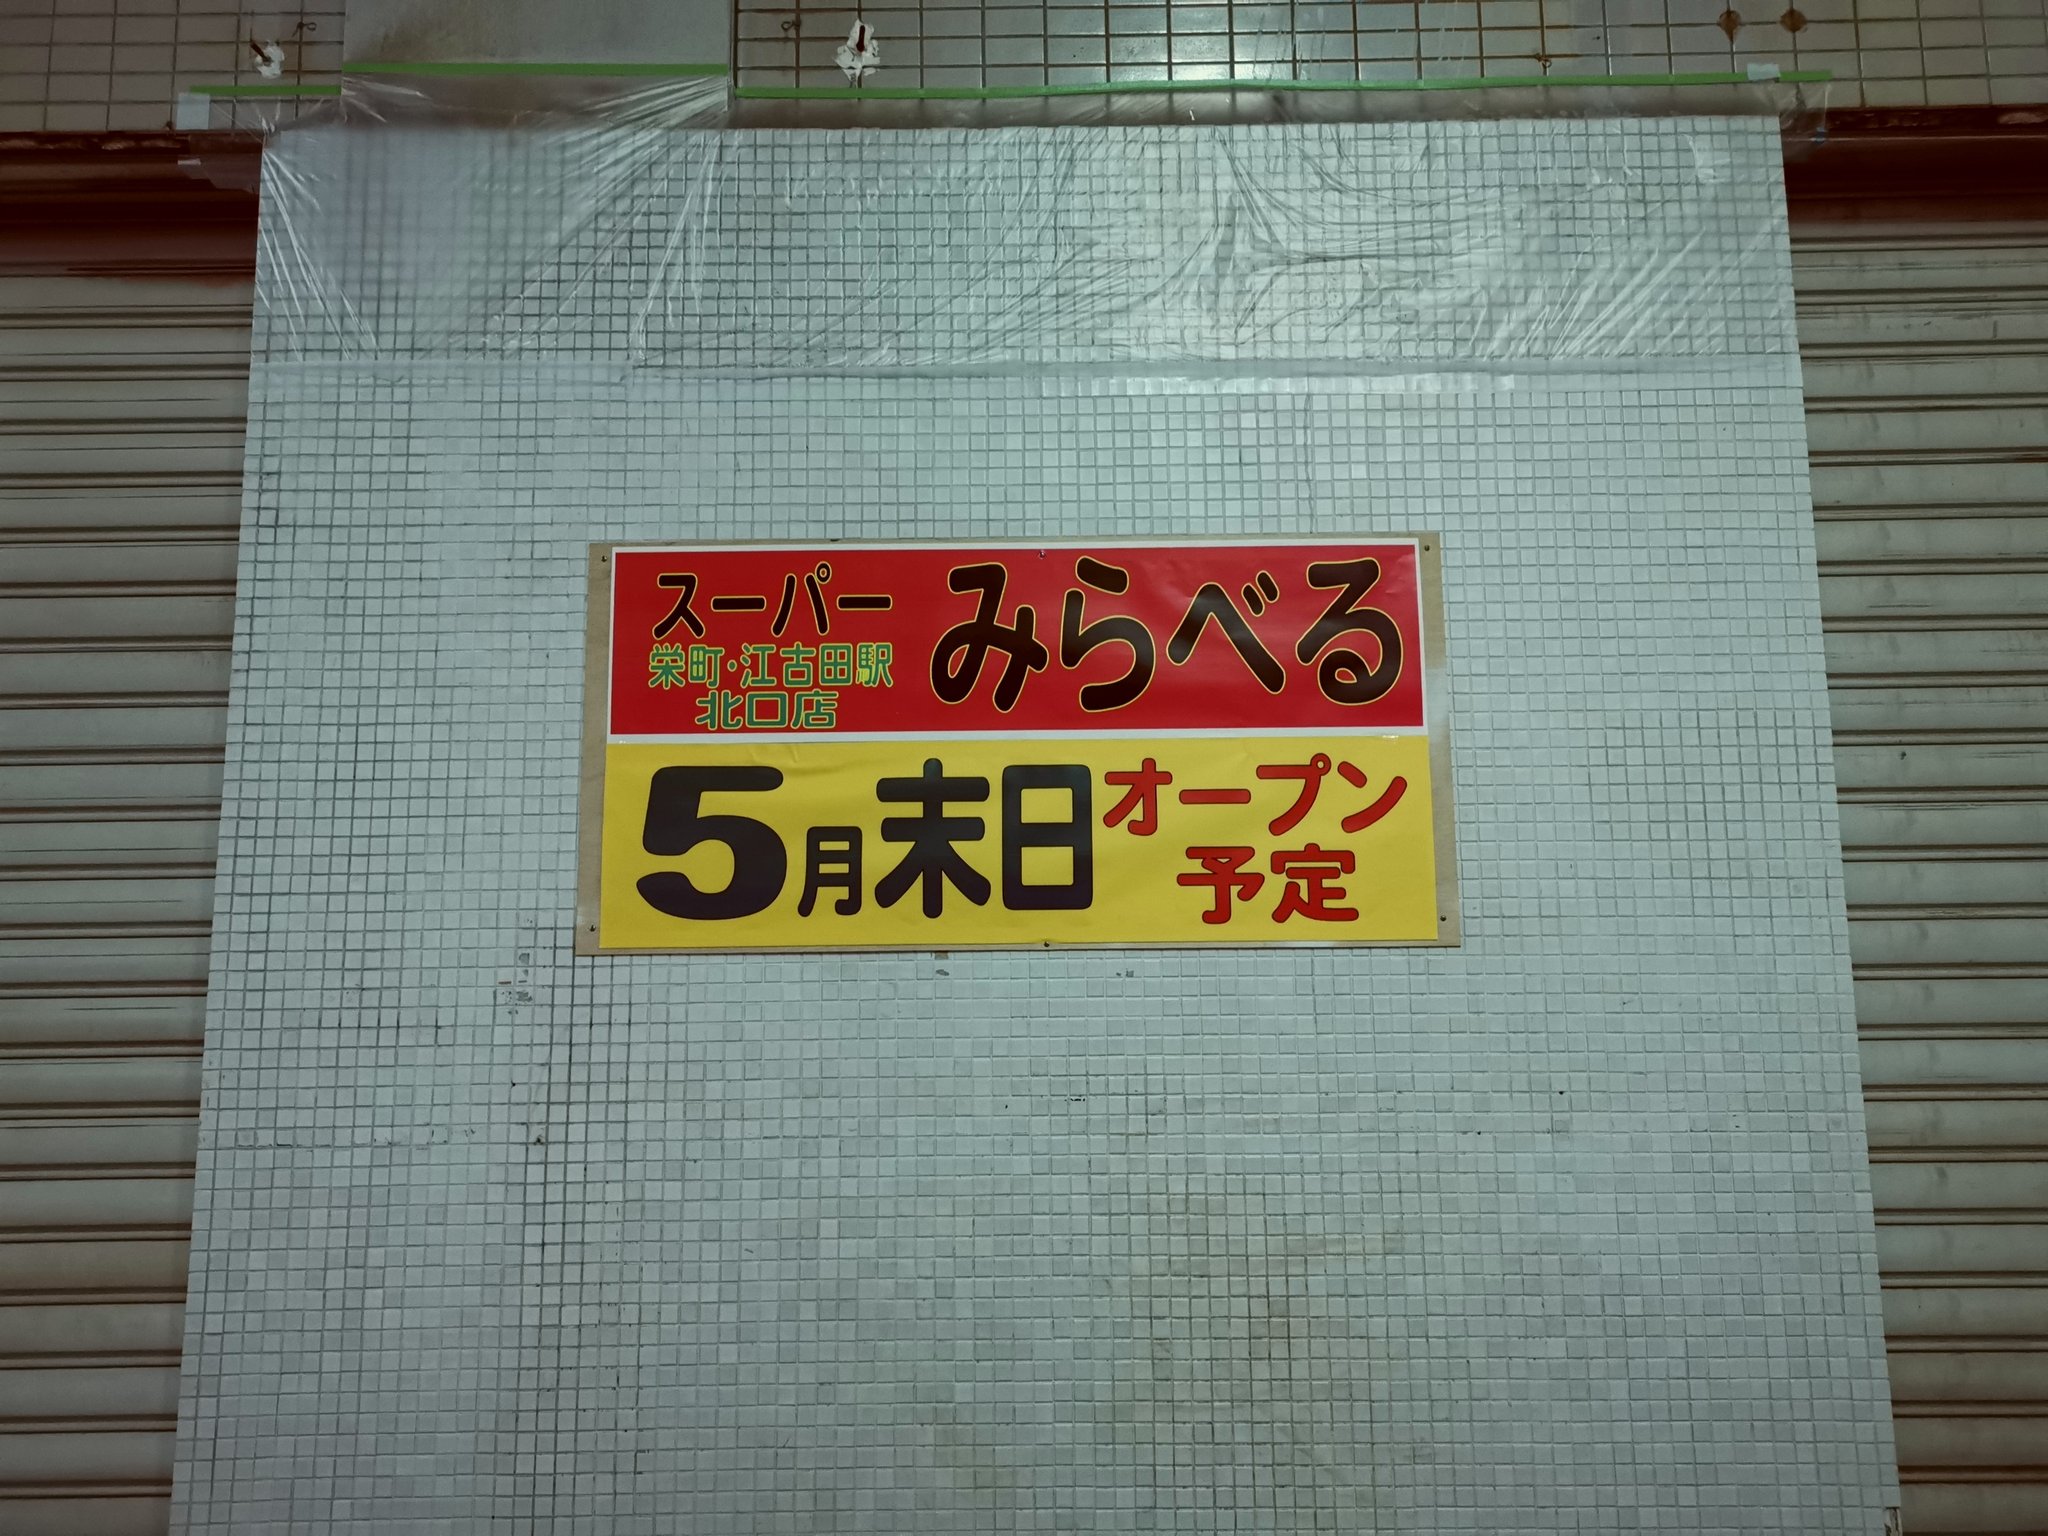 スーパー
栄町・江古田駅
北口店
みらべる
5月末日
オープン
予定